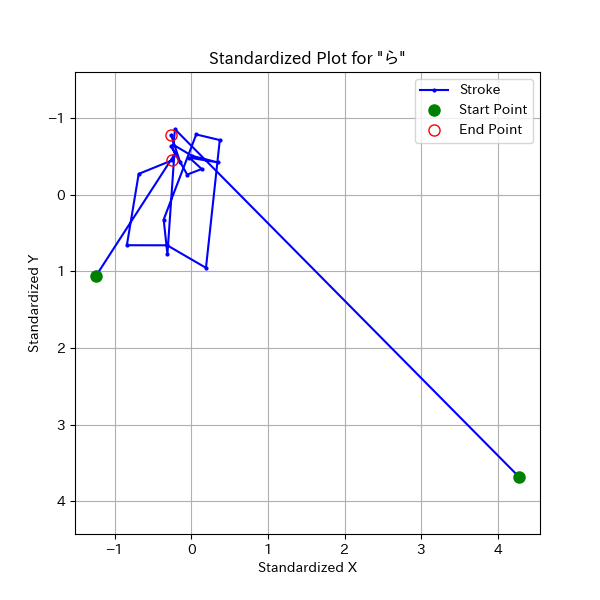 Standardized Plot for "ら"
Stroke
Start Point
End Point
−1
0
1
2
3
4
Standardized Y
−1 0 1 2 3 4
Standardized X